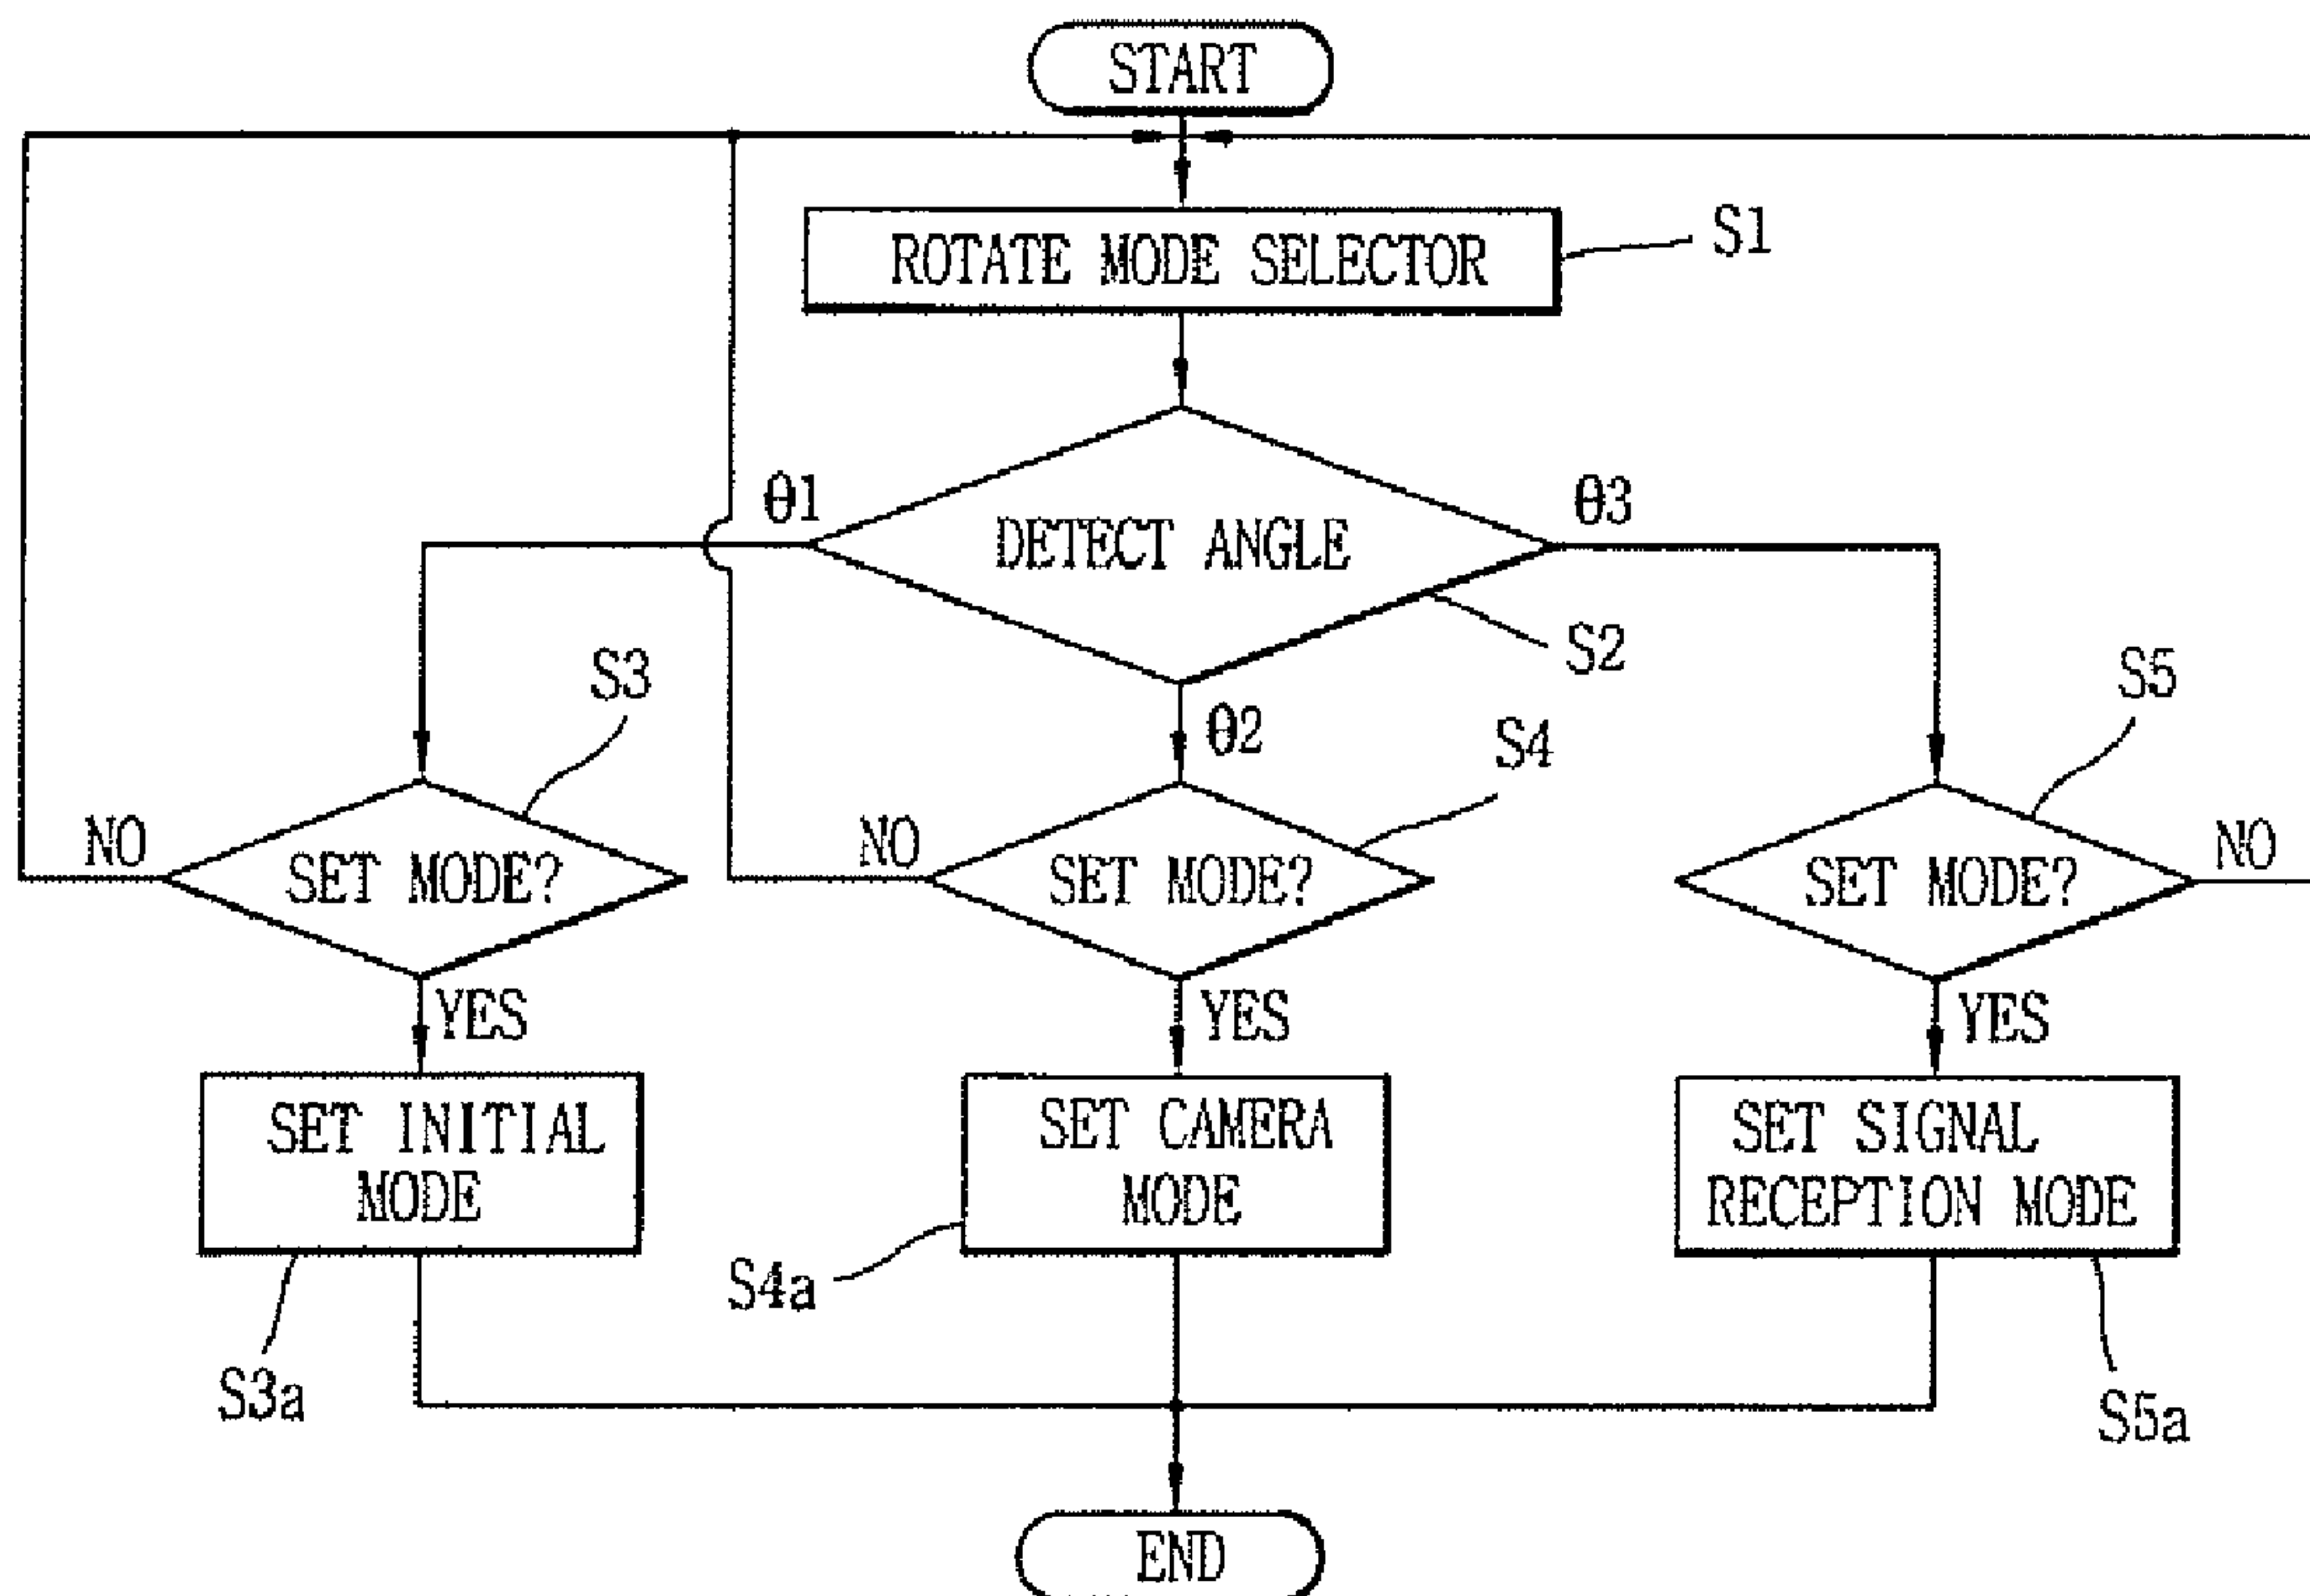 START
ROTATE MODE SELECTOR
S1
θ1
DETECT ANGLE
θ3
S2
S3
θ2
S4
S5
NO
SET MODE?
NO
SET MODE?
SET MODE?
NO
YES
YES
YES
SET INITIAL
MODE
SET CAMERA
MODE
SET SIGNAL
RECEPTION MODE
S3a
S4a
S5a
END